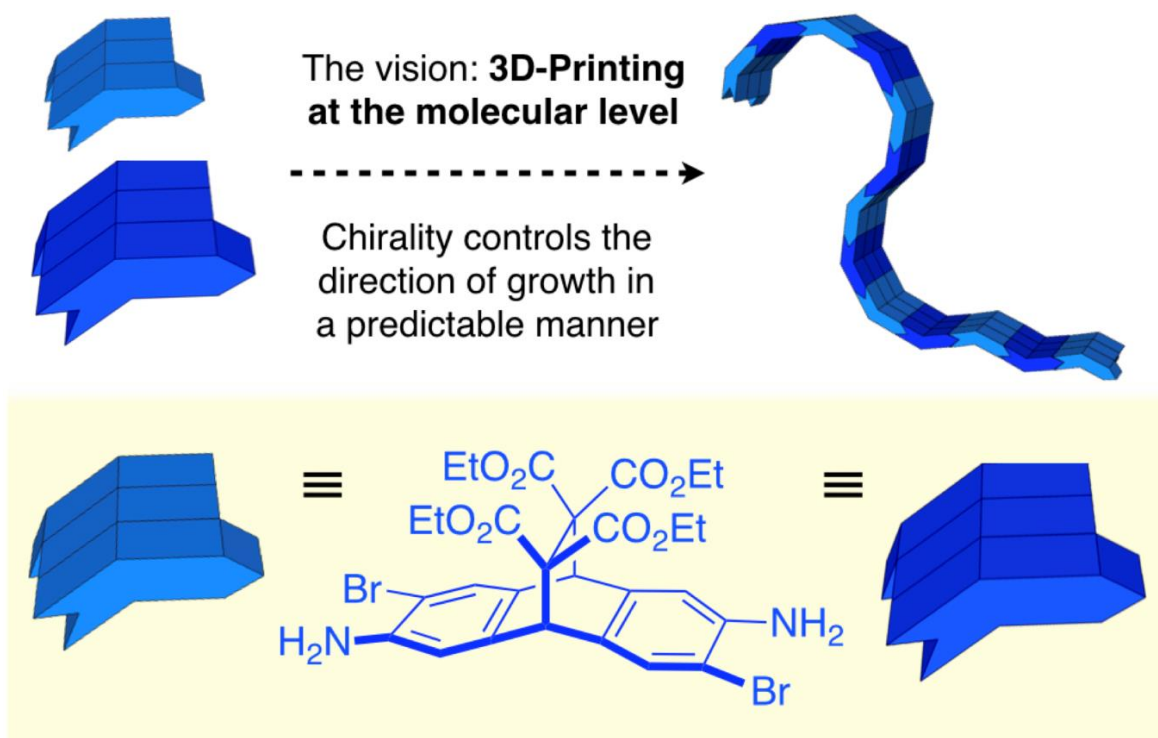 The vision: 3D-Printing
at the molecular level
Chirality controls the
direction of growth in
a predictable manner
≡ ≡
EtO₂C CO₂Et
EtO₂C CO₂Et
Br
H₂N NH₂
Br